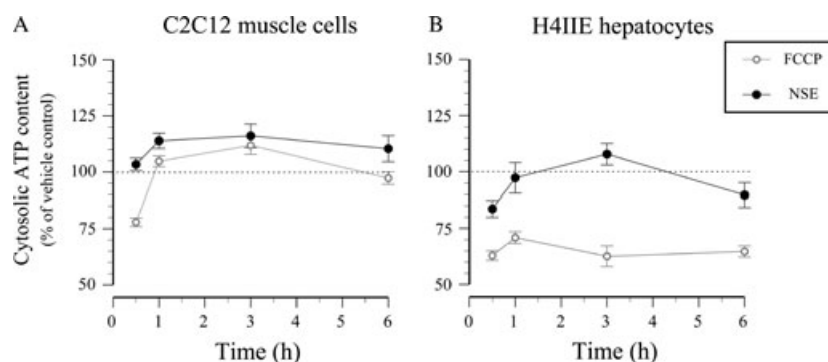 A C2C12 muscle cells
B H4IIE hepatocytes
FCCP
NSE
Cytosolic ATP content
(% of vehicle control)
150
125
100
75
50
0 1 2 3 4 5 6
Time (h)
150
125
100
75
50
0 1 2 3 4 5 6
Time (h)